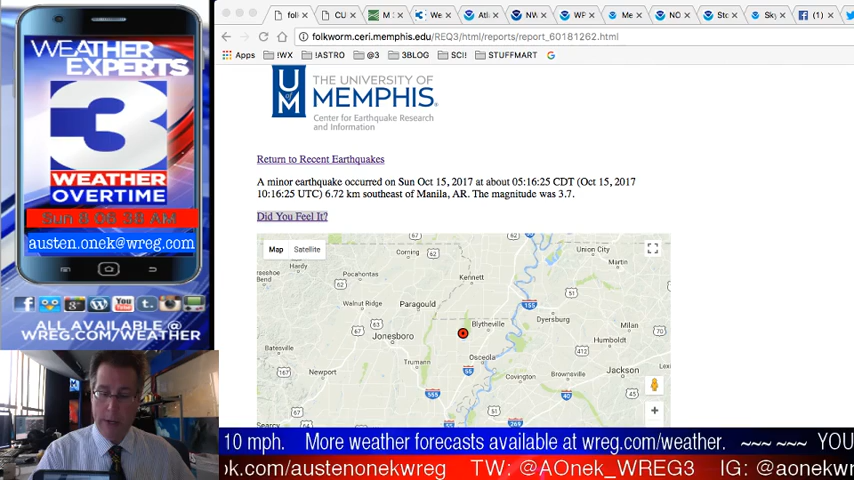 WEATHER
EXPERTS
3
WEATHER
OVERTIME
Sun 8:06:39 AM
austen.onek@wreg.com
ALL AVAILABLE @
WREG.COM/WEATHER
folkworm.ceri.memphis.edu/REQ3/html/reports/report_60181262.html
Apps !WX !ASTRO @3 3BLOG SCI! STUFFMART
UM
THE UNIVERSITY OF
MEMPHIS.
Center for Earthquake Research
and Information
Return to Recent Earthquakes
A minor earthquake occurred on Sun Oct 15, 2017 at about 05:16:25 CDT (Oct 15, 2017
10:16:25 UTC) 6.72 km southeast of Manila, AR. The magnitude was 3.7.
Did You Feel It?
Map Satellite
Corning
Union City
Hardy
Pocahontas
Kennett
Walnut Ridge
Paragould
Blytheville
Dyersburg
Milan
Jonesboro
Humboldt
Batesville
Trumann
Osceola
Newport
Covington
Brownsville
Jackson
Searcy
10 mph. More weather forecasts available at wreg.com/weather. ~~~ ~~~ YOU
ok.com/austenonekwreg TW: @AOnek_WREG3 IG: @aonekw